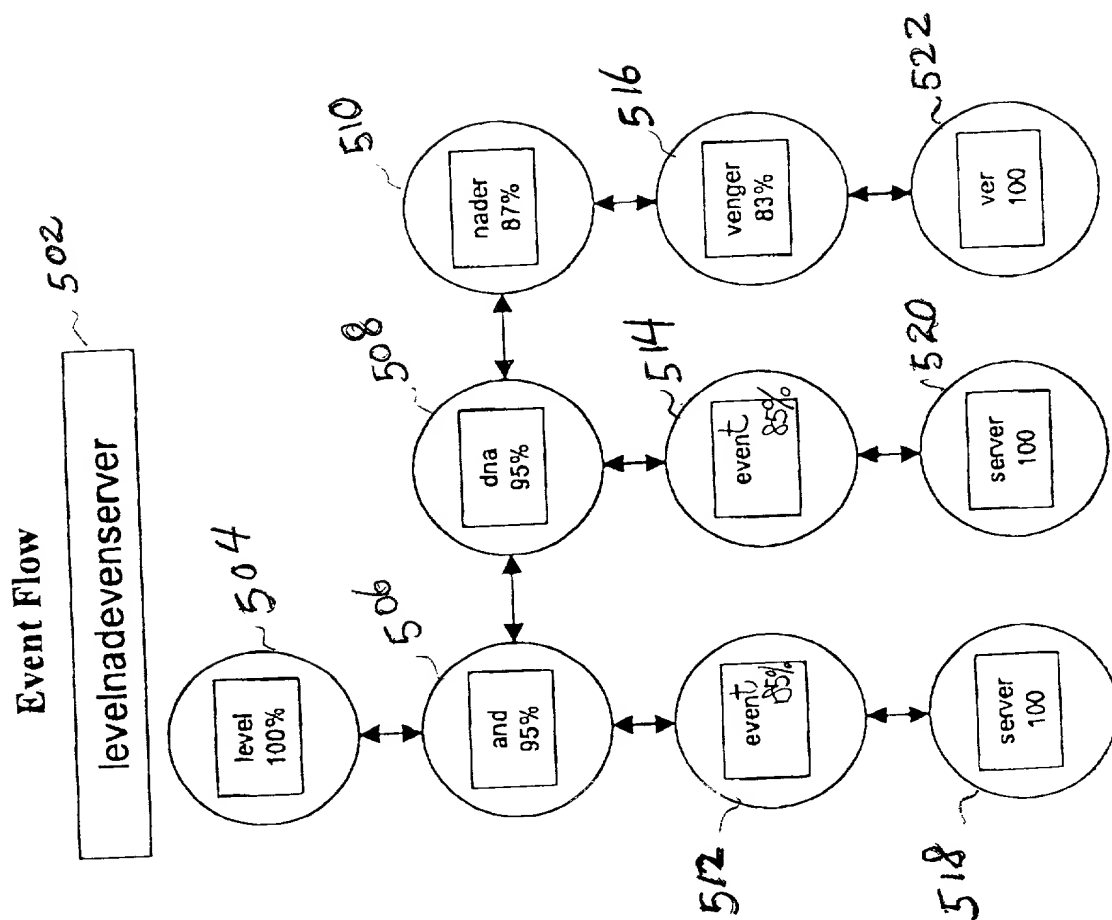 Event Flow
502
levelnadevenserver
504
level
100%
506
and
95%
508
dna
95%
510
nader
87%
512
event
85%
514
event
85%
516
venger
83%
518
server
100
520
server
100
522
ver
100